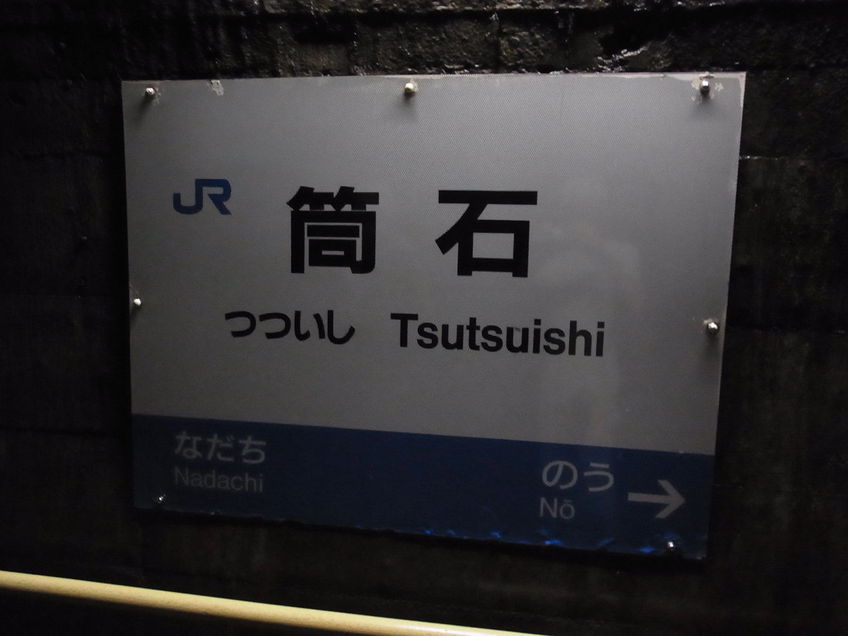 JR
筒石
つついし Tsutsuishi
なだち のう →
Nadachi Nō